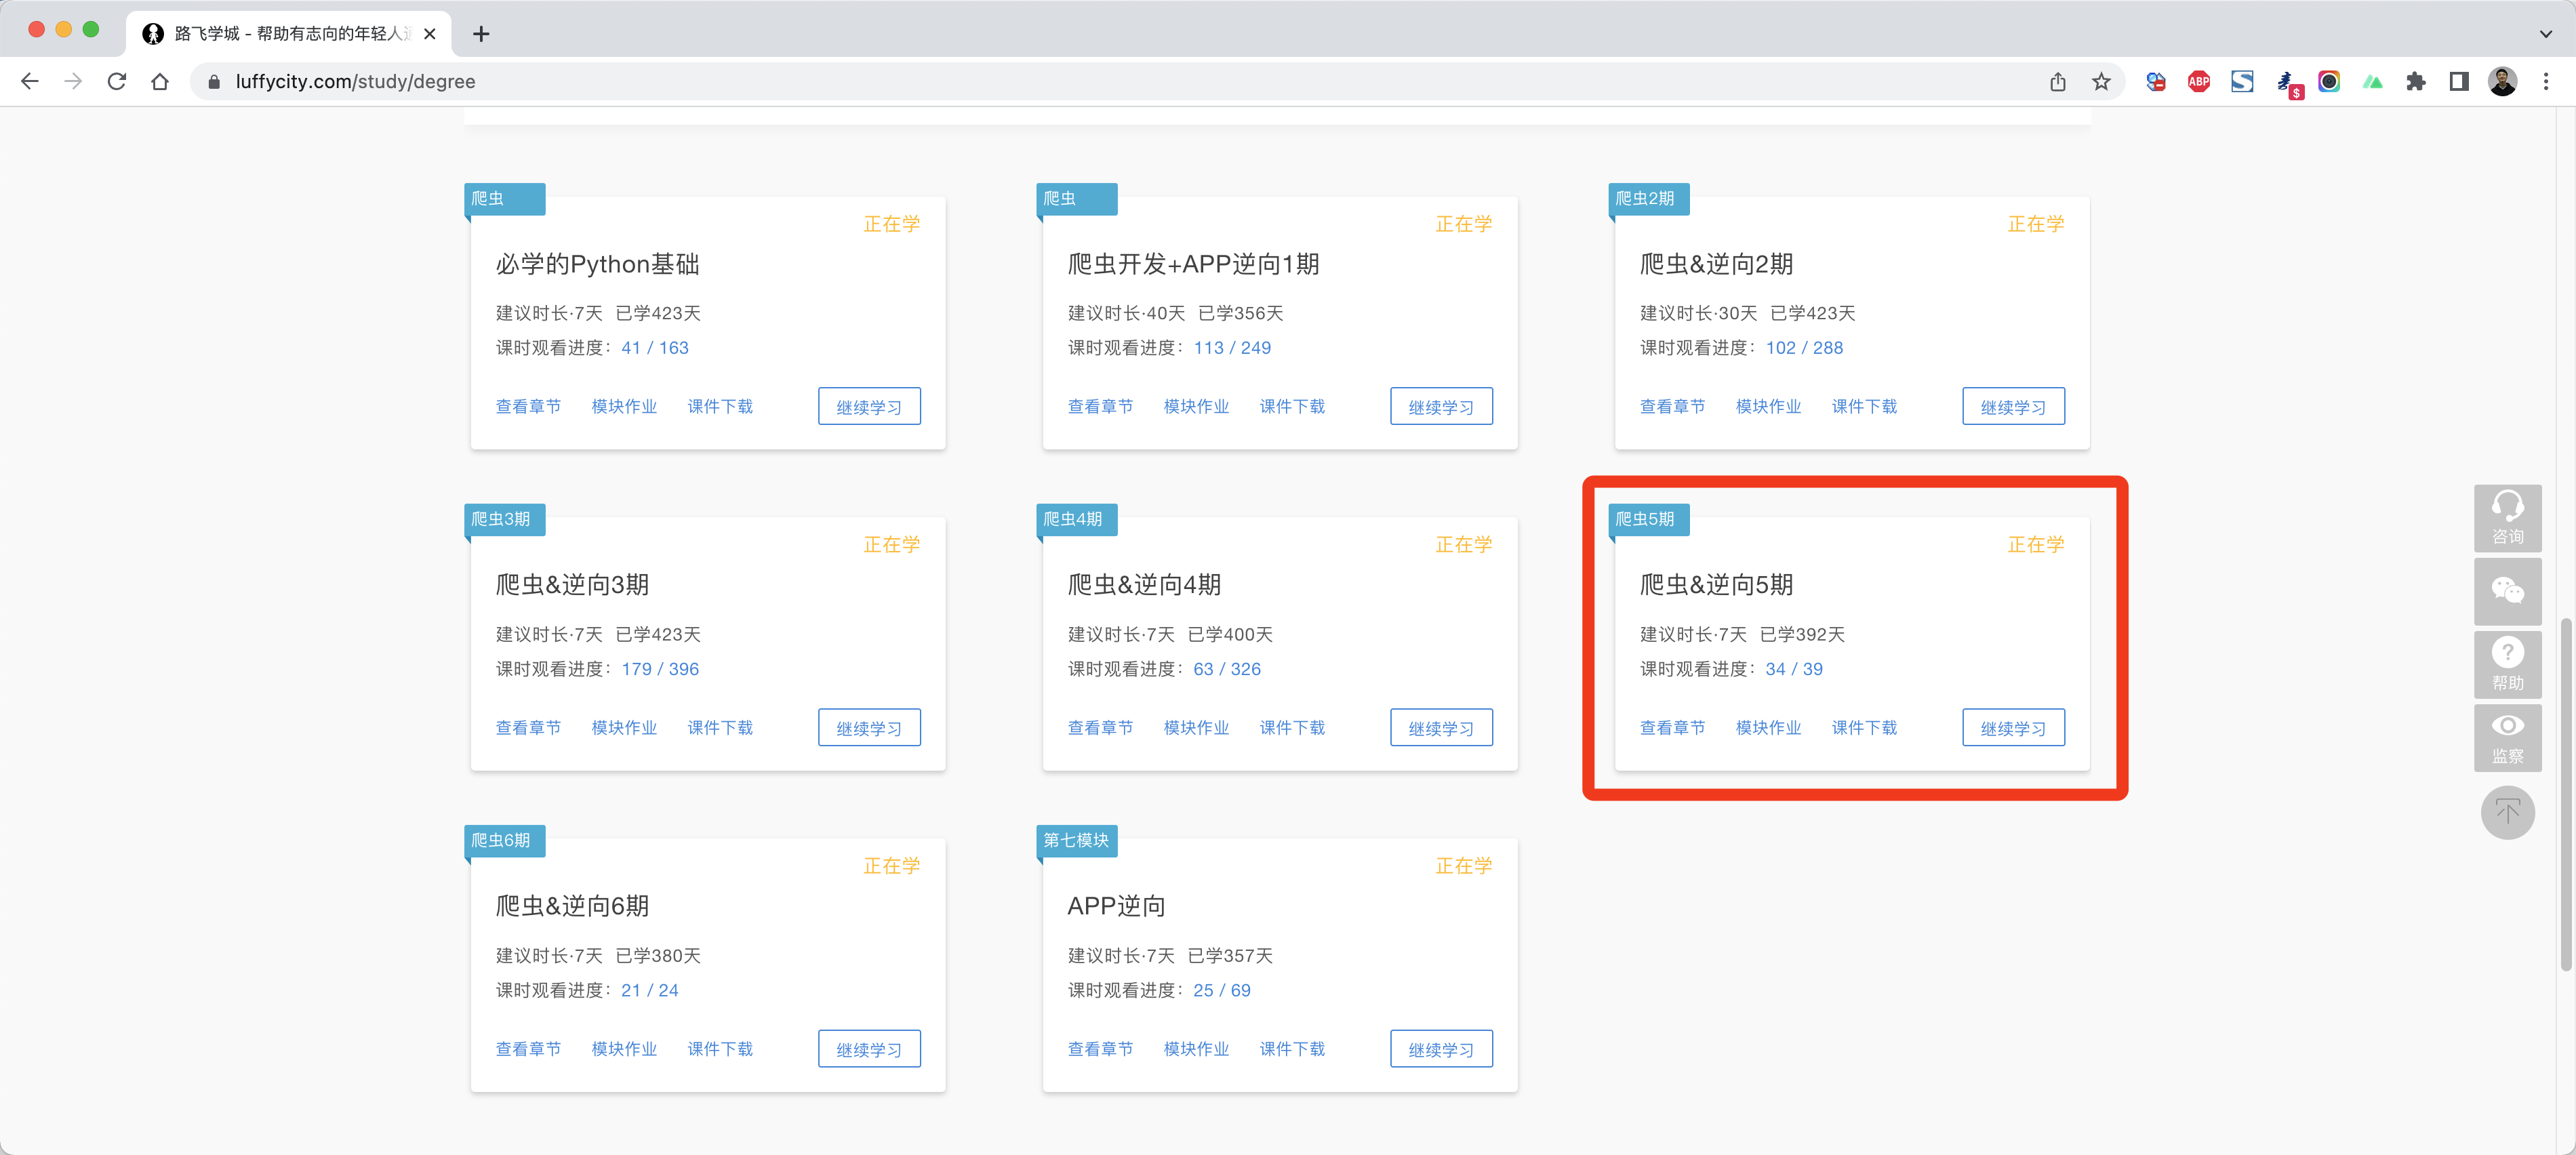 路飞学城 - 帮助有志向的年轻人
luffycity.com/study/degree
ABP
$
爬虫
正在学
必学的Python基础
建议时长·7天 已学423天
课时观看进度：41 / 163
查看章节 模块作业 课件下载 继续学习
爬虫
正在学
爬虫开发+APP逆向1期
建议时长·40天 已学356天
课时观看进度：113 / 249
查看章节 模块作业 课件下载 继续学习
爬虫2期
正在学
爬虫&逆向2期
建议时长·30天 已学423天
课时观看进度：102 / 288
查看章节 模块作业 课件下载 继续学习
爬虫3期
正在学
爬虫&逆向3期
建议时长·7天 已学423天
课时观看进度：179 / 396
查看章节 模块作业 课件下载 继续学习
爬虫4期
正在学
爬虫&逆向4期
建议时长·7天 已学400天
课时观看进度：63 / 326
查看章节 模块作业 课件下载 继续学习
爬虫5期
正在学
爬虫&逆向5期
建议时长·7天 已学392天
课时观看进度：34 / 39
查看章节 模块作业 课件下载 继续学习
爬虫6期
正在学
爬虫&逆向6期
建议时长·7天 已学380天
课时观看进度：21 / 24
查看章节 模块作业 课件下载 继续学习
第七模块
正在学
APP逆向
建议时长·7天 已学357天
课时观看进度：25 / 69
查看章节 模块作业 课件下载 继续学习
咨询
?
帮助
监察